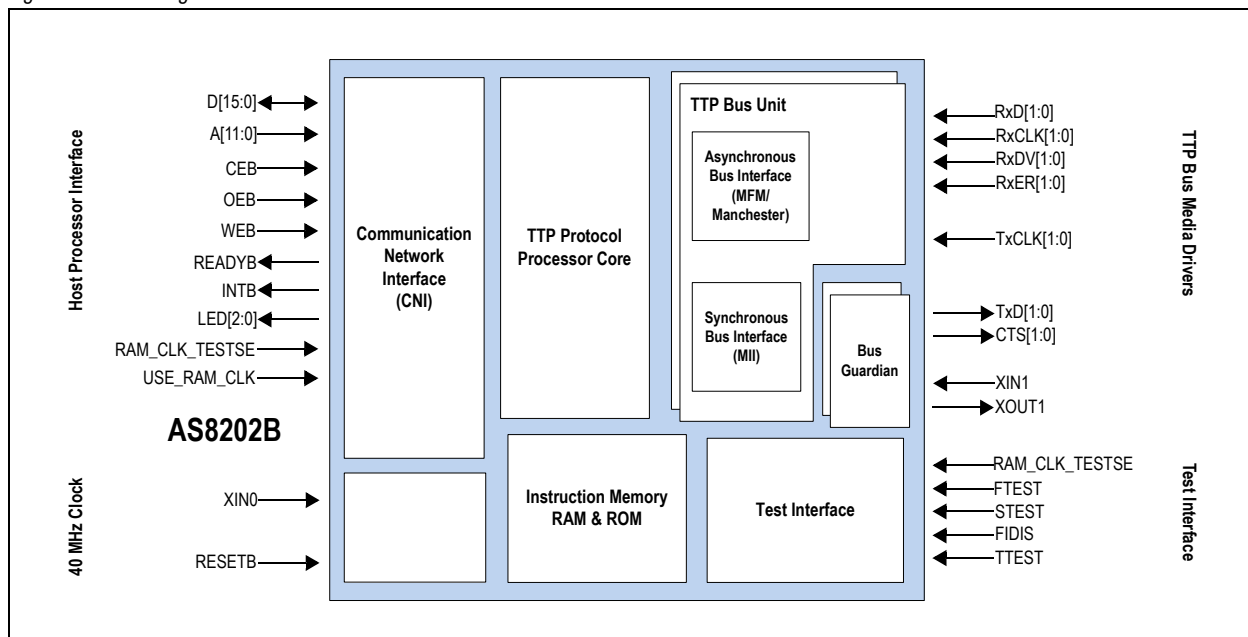 Host Processor Interface
D[15:0]
A[11:0]
CEB
OEB
WEB
READYB
INTB
LED[2:0]
RAM_CLK_TESTSE
USE_RAM_CLK
AS8202B
40 MHz Clock
XIN0
RESETB
Communication
Network
Interface
(CNI)
TTP Protocol
Processor Core
TTP Bus Unit
Asynchronous
Bus Interface
(MFM/
Manchester)
Synchronous
Bus Interface
(MII)
Bus
Guardian
Instruction Memory
RAM & ROM
Test Interface
RxD[1:0]
RxCLK[1:0]
RxDV[1:0]
RxER[1:0]
TxCLK[1:0]
TxD[1:0]
CTS[1:0]
XIN1
XOUT1
TTP Bus Media Drivers
RAM_CLK_TESTSE
FTEST
STEST
FIDIS
TTEST
Test Interface